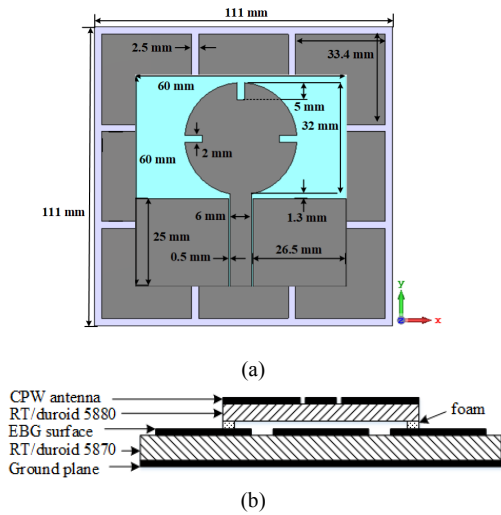 111 mm
2.5 mm
33.4 mm
60 mm
5 mm
32 mm
2 mm
60 mm
111 mm
6 mm
1.3 mm
25 mm
0.5 mm
26.5 mm
y
z
x
(a)
CPW antenna
RT/duroid 5880
foam
EBG surface
RT/duroid 5870
Ground plane
(b)